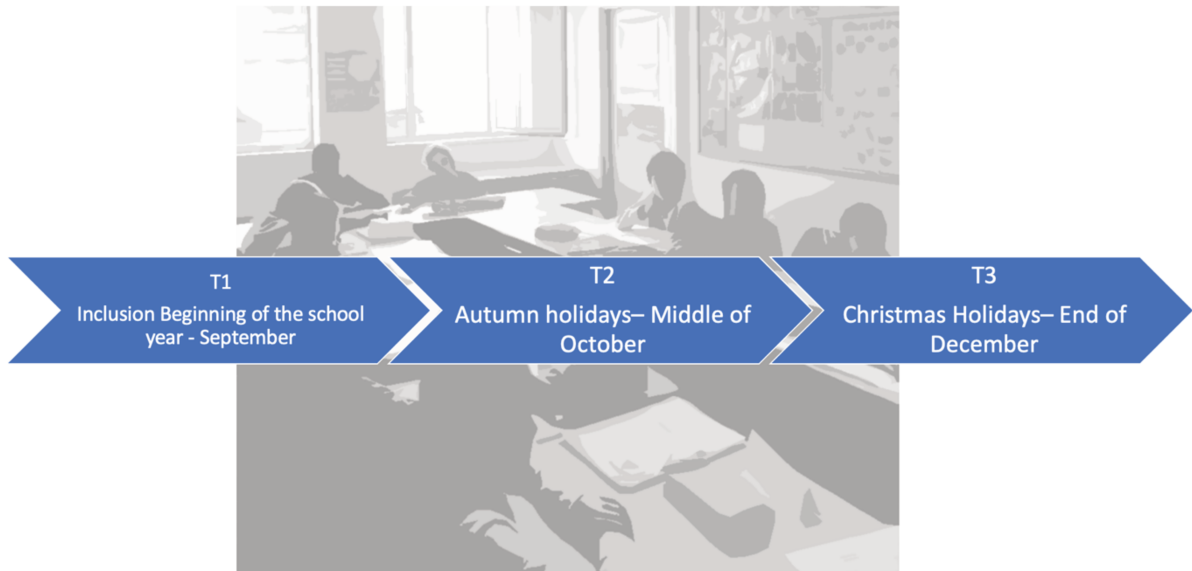 T1
Inclusion Beginning of the school
year - September
T2
Autumn holidays– Middle of
October
T3
Christmas Holidays– End of
December